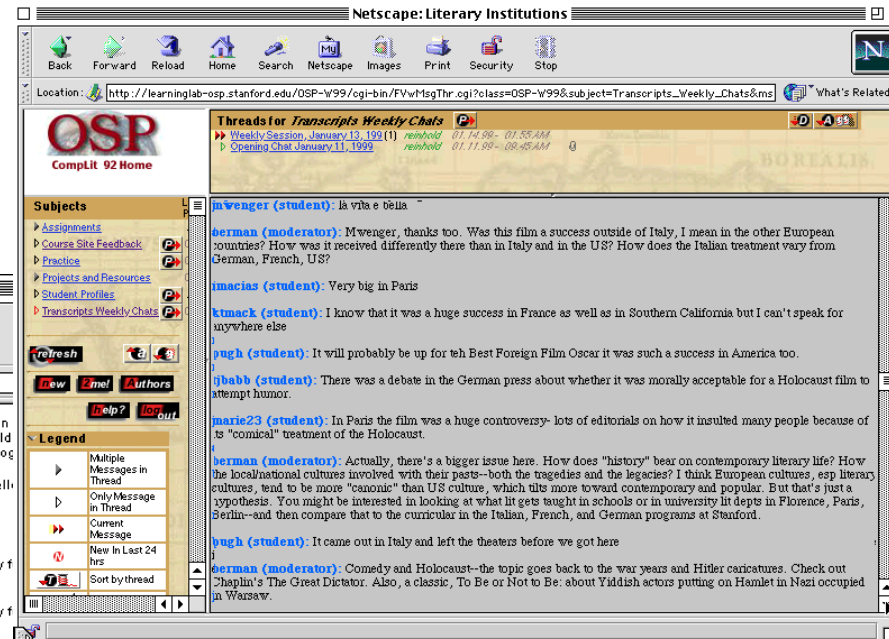 Netscape: Literary Institutions
Back Forward Reload Home Search Netscape Images Print Security Stop
My
N
Location: http://learninglab-osp.stanford.edu/OSP-W99/cgi-bin/FVwMsgThr.cgi?class=OSP-W99&subject=Transcripts_Weekly_Chats&ms What's Related
OSP
CompLit 92 Home
Threads for Transcripts Weekly Chats
Weekly Session, January 13, 199 (1) reinhold 01.14.99 - 01:55AM
Opening Chat January 11, 1999 reinhold 01.11.99 - 09:45AM
BOREALIS
Subjects
Assignments
Course Site Feedback
Practice
Projects and Resources
Student Profiles
Transcripts Weekly Chats
refresh
new 2me! Authors
help? log out
Legend
Multiple Messages in Thread
Only Message in Thread
Current Message
New In Last 24 hrs
Sort by thread
mwenger (student): la vita e bella
berman (moderator): Mwenger, thanks too. Was this film a success outside of Italy, I mean in the other European
countries? How was it received differently there than in Italy and in the US? How does the Italian treatment vary from
German, French, US?
imacias (student): Very big in Paris
ktmack (student): I know that it was a huge success in France as well as in Southern California but I can't speak for
anywhere else
pugh (student): It will probably be up for teh Best Foreign Film Oscar it was such a success in America too.
tjbabb (student): There was a debate in the German press about whether it was morally acceptable for a Holocaust film to
attempt humor.
jmarie23 (student): In Paris the film was a huge controversy- lots of editorials on how it insulted many people because of
its "comical" treatment of the Holocaust.
berman (moderator): Actually, there's a bigger issue here. How does "history" bear on contemporary literary life? How
the local/national cultures involved with their pasts--both the tragedies and the legacies? I think European cultures, esp literary
cultures, tend to be more "canonic" than US culture, which tilts more toward contemporary and popular. But that's just a
hypothesis. You might be interested in looking at what lit gets taught in schools or in university lit depts in Florence, Paris,
Berlin--and then compare that to the curricular in the Italian, French, and German programs at Stanford.
pugh (student): It came out in Italy and left the theaters before we got here
berman (moderator): Comedy and Holocaust--the topic goes back to the war years and Hitler caricatures. Check out
Chaplin's The Great Dictator. Also, a classic, To Be or Not to Be: about Yiddish actors putting on Hamlet in Nazi occupied
in Warsaw.